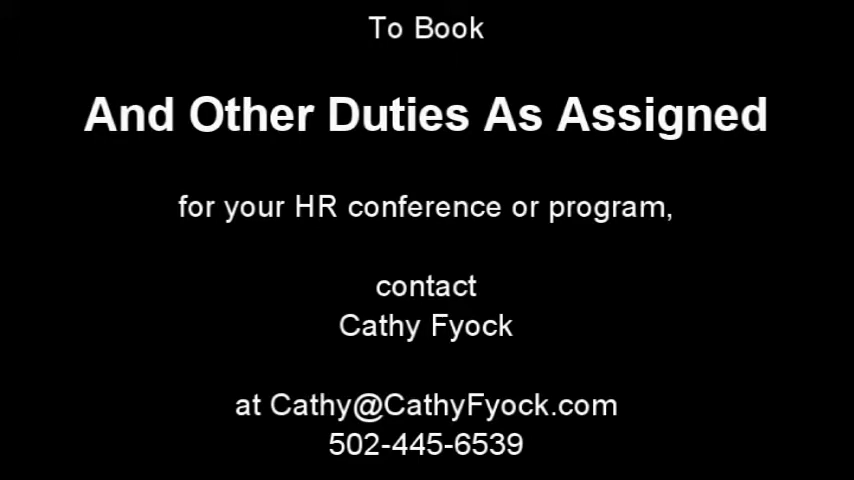 To Book
And Other Duties As Assigned
for your HR conference or program,
contact
Cathy Fyock
at Cathy@CathyFyock.com
502-445-6539